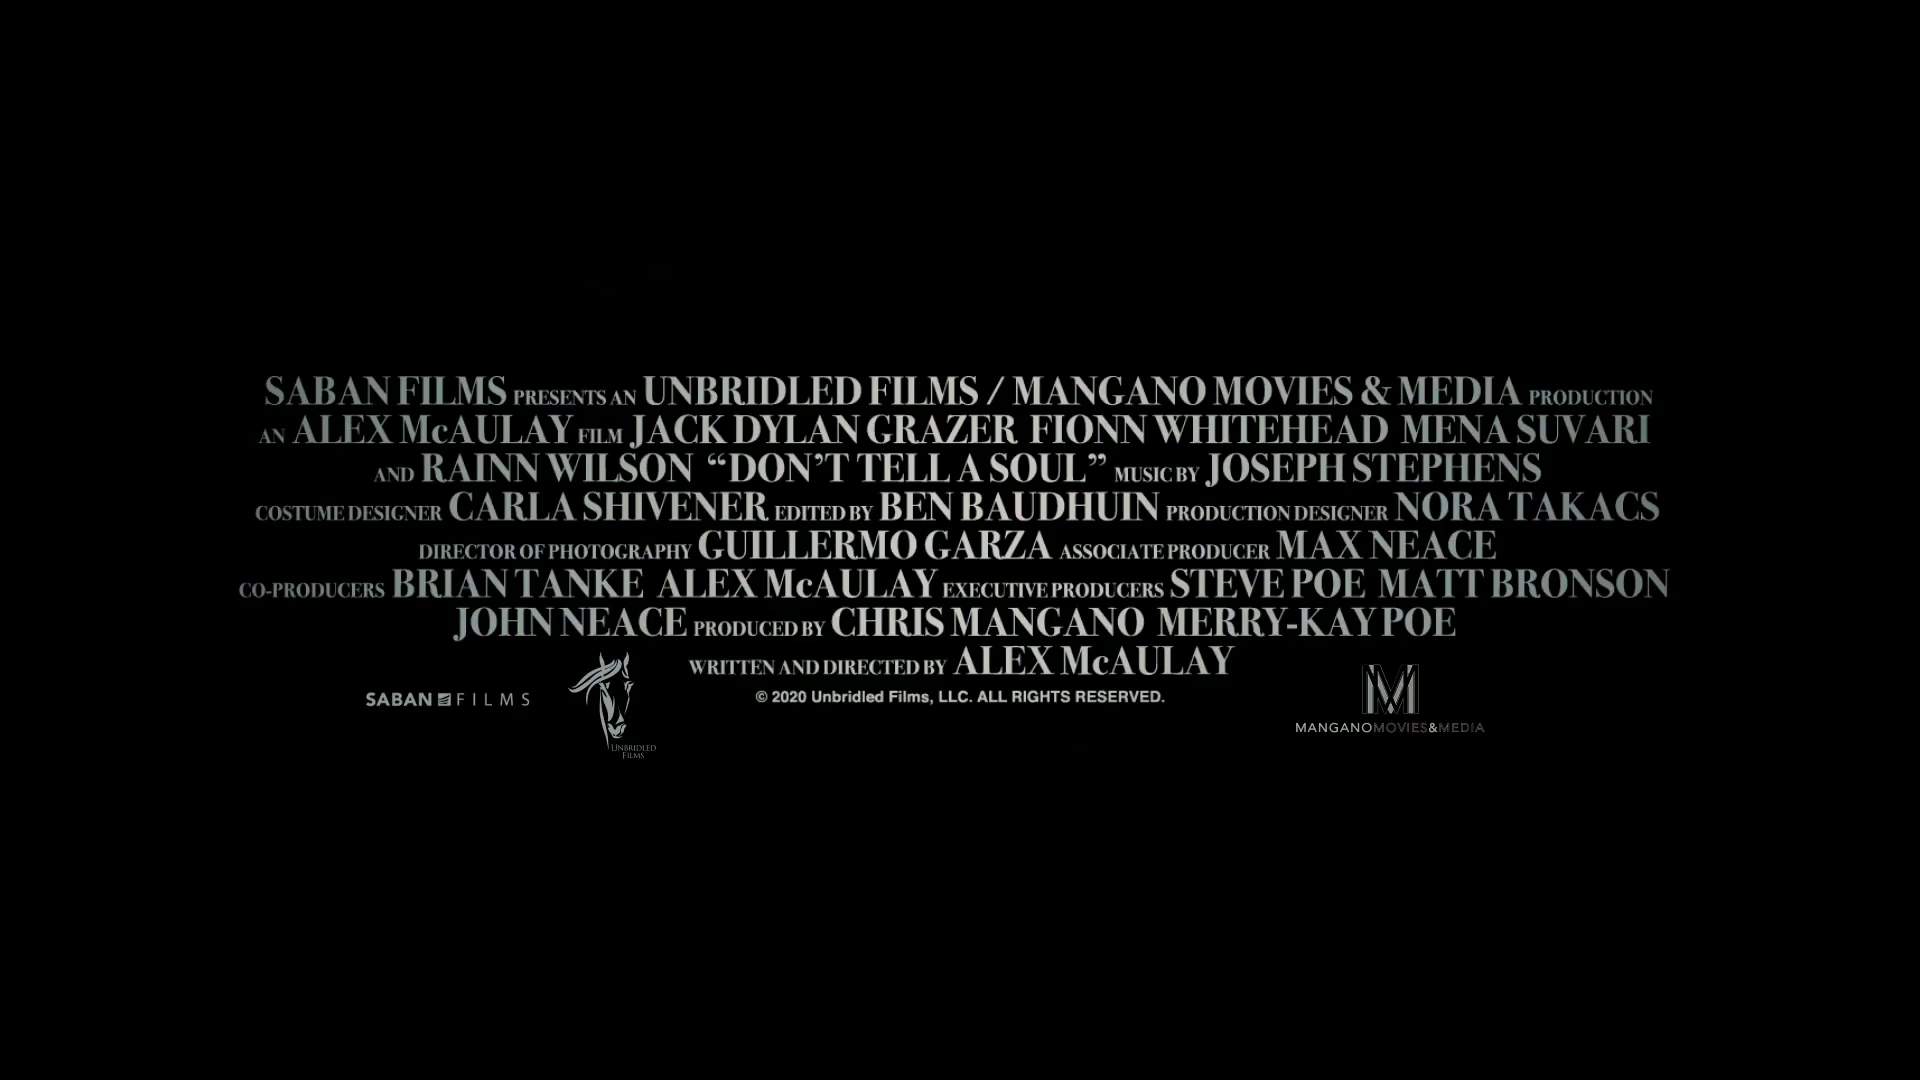 SABAN FILMS PRESENTS AN UNBRIDLED FILMS / MANGANO MOVIES & MEDIA PRODUCTION
AN ALEX McAULAY FILM JACK DYLAN GRAZER FIONN WHITEHEAD MENA SUVARI
AND RAINN WILSON “DON’T TELL A SOUL” MUSIC BY JOSEPH STEPHENS
COSTUME DESIGNER CARLA SHIVENER EDITED BY BEN BAUDHUIN PRODUCTION DESIGNER NORA TAKACS
DIRECTOR OF PHOTOGRAPHY GUILLERMO GARZA ASSOCIATE PRODUCER MAX NEACE
CO-PRODUCERS BRIAN TANKE ALEX McAULAY EXECUTIVE PRODUCERS STEVE POE MATT BRONSON
JOHN NEACE PRODUCED BY CHRIS MANGANO MERRY-KAY POE
WRITTEN AND DIRECTED BY ALEX McAULAY
© 2020 Unbridled Films, LLC. ALL RIGHTS RESERVED.
SABAN FILMS
UNBRIDLED
FILMS
M
MANGANOMOVIES&MEDIA